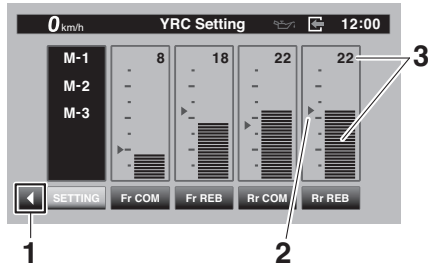 0 km/h YRC Setting 12:00
M-1 8 18 22 22 3
M-2
M-3
2
SETTING Fr COM Fr REB Rr COM Rr REB
1 2